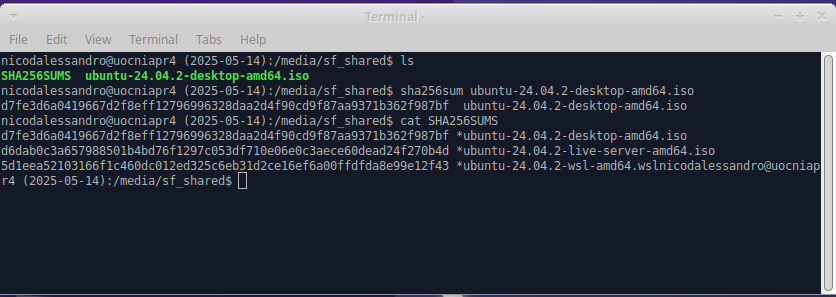 Terminal -
File Edit View Terminal Tabs Help
nicodalessandro@uocniapr4 (2025-05-14):/media/sf_shared$ ls
SHA256SUMS  ubuntu-24.04.2-desktop-amd64.iso
nicodalessandro@uocniapr4 (2025-05-14):/media/sf_shared$ sha256sum ubuntu-24.04.2-desktop-amd64.iso
d7fe3d6a0419667d2f8eff12796996328daa2d4f90cd9f87aa9371b362f987bf  ubuntu-24.04.2-desktop-amd64.iso
nicodalessandro@uocniapr4 (2025-05-14):/media/sf_shared$ cat SHA256SUMS
d7fe3d6a0419667d2f8eff12796996328daa2d4f90cd9f87aa9371b362f987bf *ubuntu-24.04.2-desktop-amd64.iso
d6dab0c3a657988501b4bd76f1297c053df710e06e0c3aece60dead24f270b4d *ubuntu-24.04.2-live-server-amd64.iso
5d1eea52103166f1c460dc012ed325c6eb31d2ce16ef6a00ffdfda8e99e12f43 *ubuntu-24.04.2-wsl-amd64.wslnicodalessandro@uocniap
r4 (2025-05-14):/media/sf_shared$